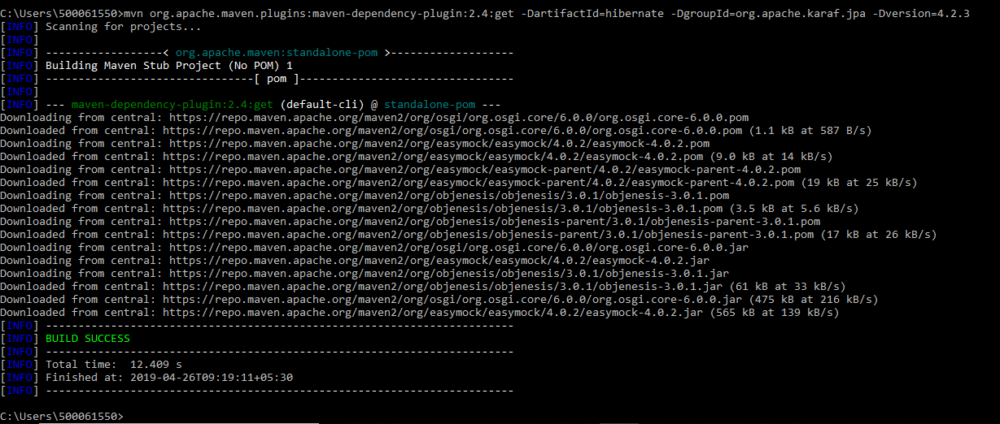 C:\Users\500061550>mvn org.apache.maven.plugins:maven-dependency-plugin:2.4:get -DartifactId=hibernate -DgroupId=org.apache.karaf.jpa -Dversion=4.2.3
[INFO] Scanning for projects...
[INFO]
[INFO] ------------------< org.apache.maven:standalone-pom >-------------------
[INFO] Building Maven Stub Project (No POM) 1
[INFO] --------------------------------[ pom ]---------------------------------
[INFO]
[INFO] --- maven-dependency-plugin:2.4:get (default-cli) @ standalone-pom ---
Downloading from central: https://repo.maven.apache.org/maven2/org/osgi/org.osgi.core/6.0.0/org.osgi.core-6.0.0.pom
Downloaded from central: https://repo.maven.apache.org/maven2/org/osgi/org.osgi.core/6.0.0/org.osgi.core-6.0.0.pom (1.1 kB at 587 B/s)
Downloading from central: https://repo.maven.apache.org/maven2/org/easymock/easymock/4.0.2/easymock-4.0.2.pom
Downloaded from central: https://repo.maven.apache.org/maven2/org/easymock/easymock/4.0.2/easymock-4.0.2.pom (9.0 kB at 14 kB/s)
Downloading from central: https://repo.maven.apache.org/maven2/org/easymock/easymock-parent/4.0.2/easymock-parent-4.0.2.pom
Downloaded from central: https://repo.maven.apache.org/maven2/org/easymock/easymock-parent/4.0.2/easymock-parent-4.0.2.pom (19 kB at 25 kB/s)
Downloading from central: https://repo.maven.apache.org/maven2/org/objenesis/objenesis/3.0.1/objenesis-3.0.1.pom
Downloaded from central: https://repo.maven.apache.org/maven2/org/objenesis/objenesis/3.0.1/objenesis-3.0.1.pom (3.5 kB at 5.6 kB/s)
Downloading from central: https://repo.maven.apache.org/maven2/org/objenesis/objenesis-parent/3.0.1/objenesis-parent-3.0.1.pom
Downloaded from central: https://repo.maven.apache.org/maven2/org/objenesis/objenesis-parent/3.0.1/objenesis-parent-3.0.1.pom (17 kB at 26 kB/s)
Downloading from central: https://repo.maven.apache.org/maven2/org/osgi/org.osgi.core/6.0.0/org.osgi.core-6.0.0.jar
Downloading from central: https://repo.maven.apache.org/maven2/org/easymock/easymock/4.0.2/easymock-4.0.2.jar
Downloading from central: https://repo.maven.apache.org/maven2/org/objenesis/objenesis/3.0.1/objenesis-3.0.1.jar
Downloaded from central: https://repo.maven.apache.org/maven2/org/objenesis/objenesis/3.0.1/objenesis-3.0.1.jar (61 kB at 33 kB/s)
Downloaded from central: https://repo.maven.apache.org/maven2/org/osgi/org.osgi.core/6.0.0/org.osgi.core-6.0.0.jar (475 kB at 216 kB/s)
Downloaded from central: https://repo.maven.apache.org/maven2/org/easymock/easymock/4.0.2/easymock-4.0.2.jar (565 kB at 139 kB/s)
[INFO] ------------------------------------------------------------------------
[INFO] BUILD SUCCESS
[INFO] ------------------------------------------------------------------------
[INFO] Total time:  12.409 s
[INFO] Finished at: 2019-04-26T09:19:11+05:30
[INFO] ------------------------------------------------------------------------
C:\Users\500061550>